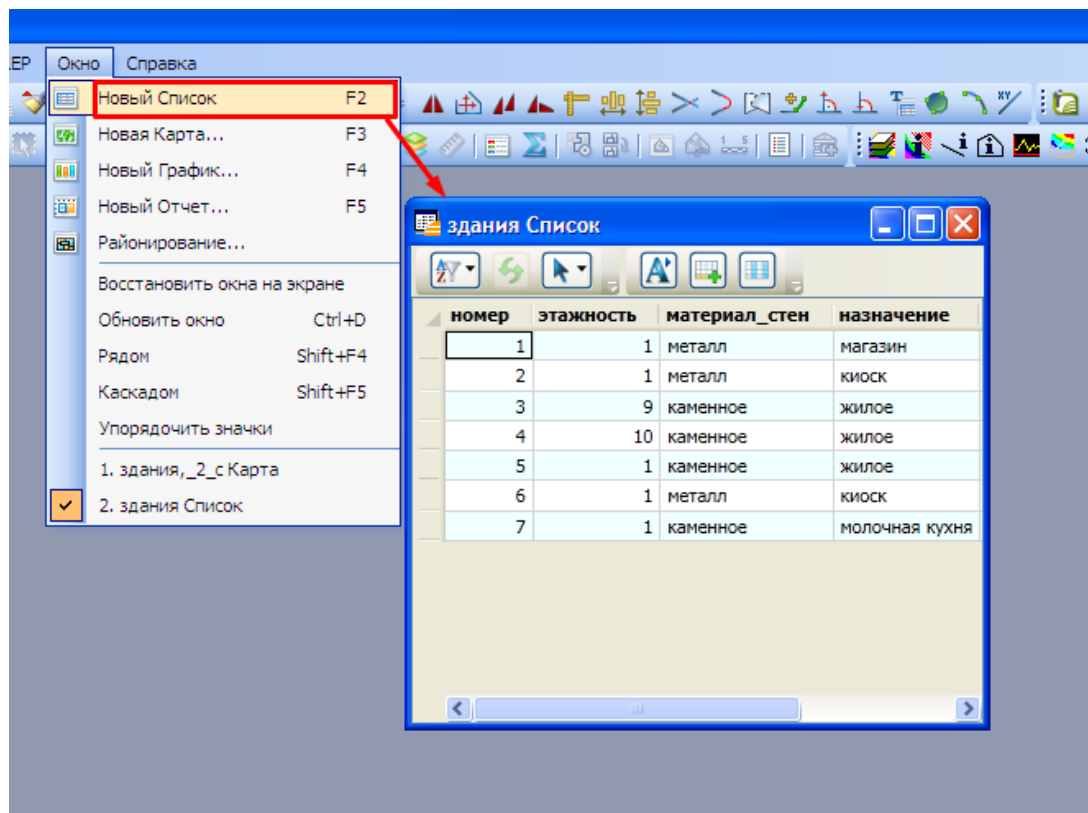 ЕР Окно Справка
Новый Список F2
Новая Карта... F3
Новый График... F4
Новый Отчет... F5
Районирование...
Восстановить окна на экране
Обновить окно Ctrl+D
Рядом Shift+F4
Каскадом Shift+F5
Упорядочить значки
1. здания,_2_с Карта
2. здания Список
здания Список
номер этажность материал_стен назначение
1 1 металл магазин
2 1 металл киоск
3 9 каменное жилое
4 10 каменное жилое
5 1 каменное жилое
6 1 металл киоск
7 1 каменное молочная кухня